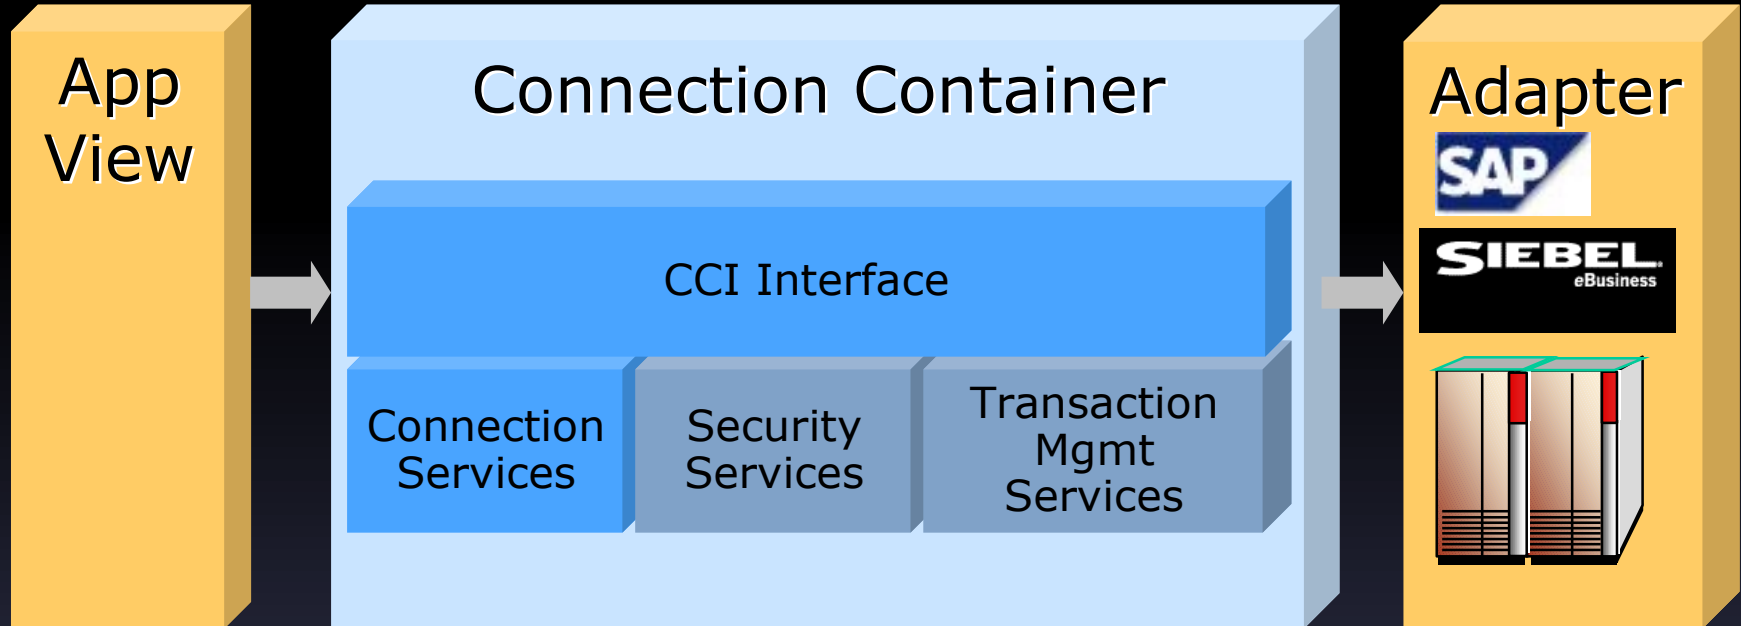 App
View
Connection Container
CCI Interface
Connection
Services
Security
Services
Transaction
Mgmt
Services
Adapter
SAP
SIEBEL.
eBusiness